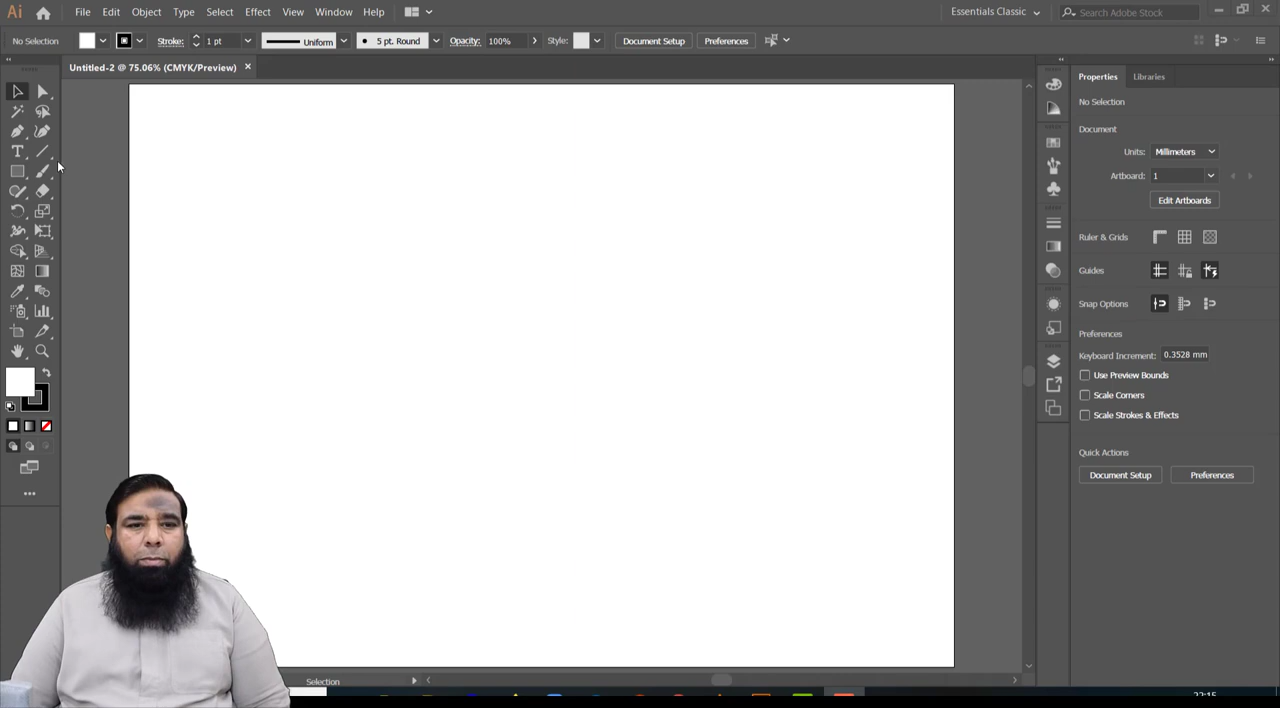 Ai File Edit Object Type Select Effect View Window Help Essentials Classic Search Adobe Stock
No Selection Stroke: 1 pt Uniform 5 pt. Round Opacity: 100% Style: Document Setup Preferences
Untitled-2 @ 75.06% (CMYK/Preview)
Properties Libraries
No Selection
Document
Units: Millimeters
Artboard: 1
Edit Artboards
Ruler & Grids
Guides
Snap Options
Preferences
Keyboard Increment: 0.3528 mm
Use Preview Bounds
Scale Corners
Scale Strokes & Effects
Quick Actions
Document Setup Preferences
Selection